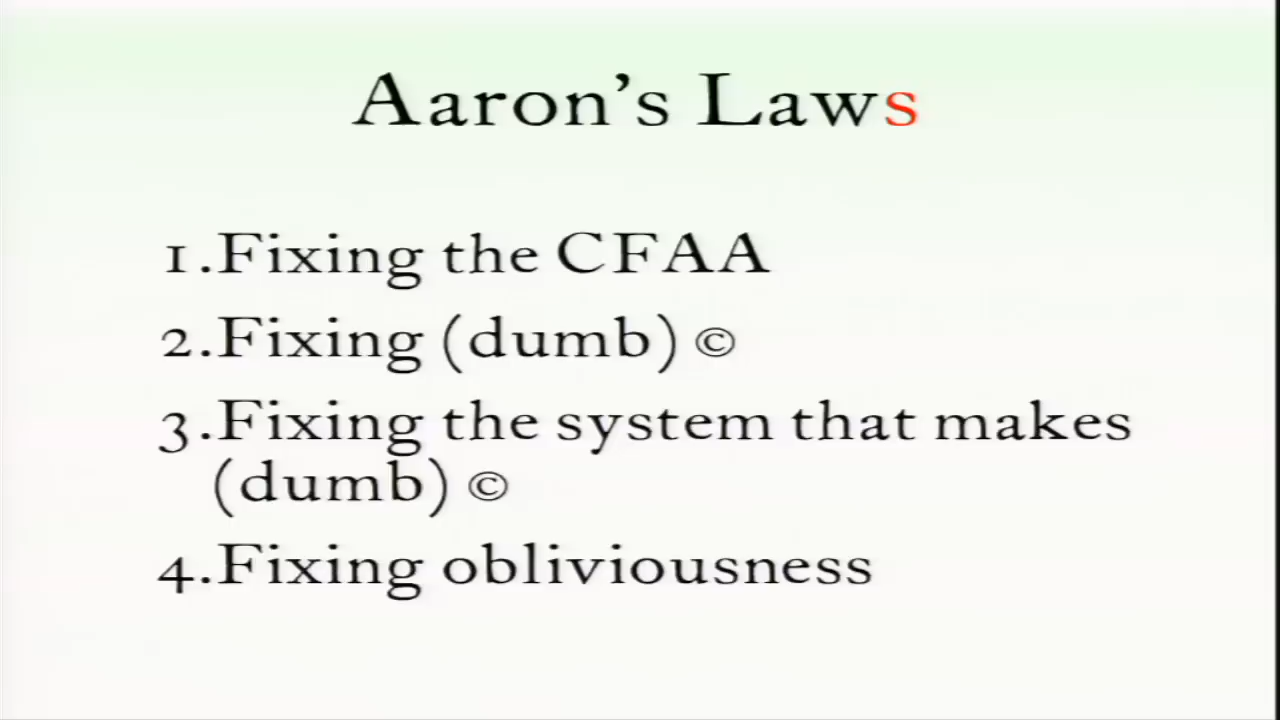 Aaron's Laws
1.Fixing the CFAA
2.Fixing (dumb) ©
3.Fixing the system that makes
(dumb) ©
4.Fixing obliviousness